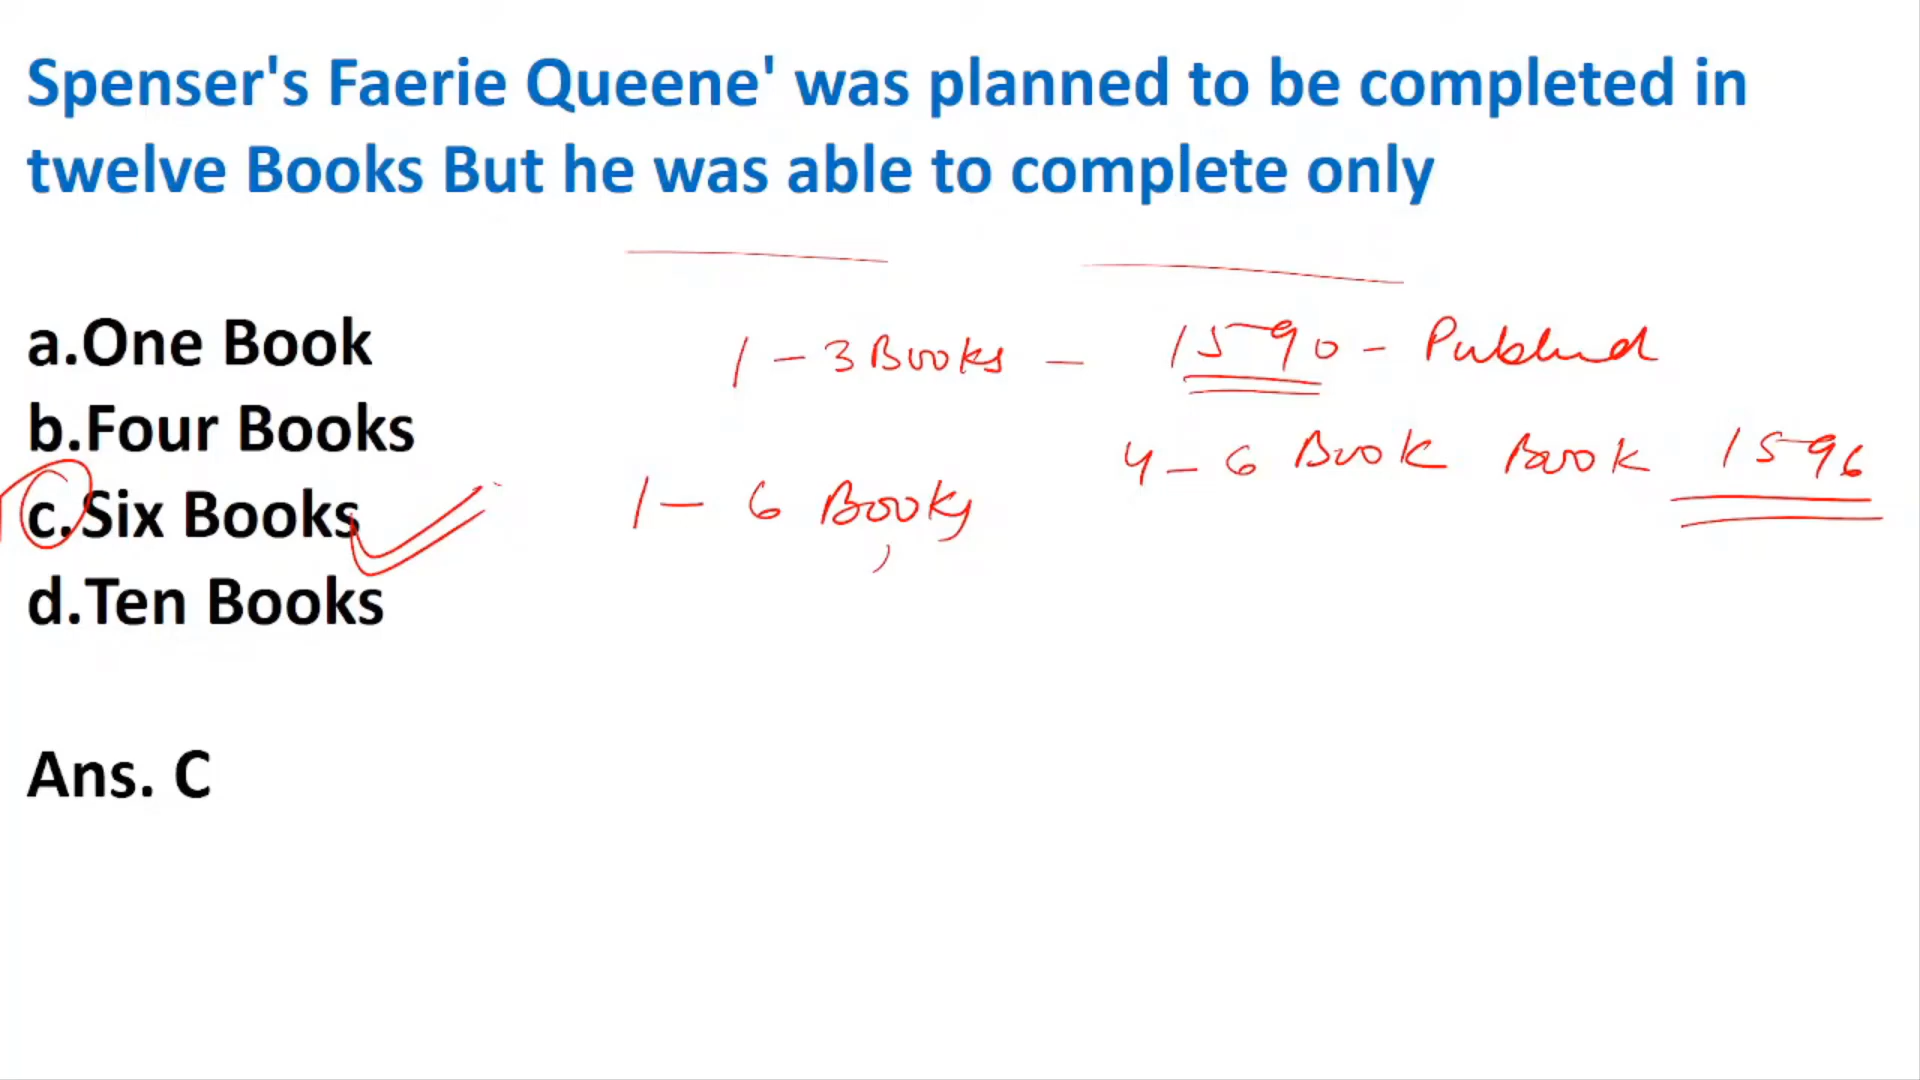 Spenser's Faerie Queene' was planned to be completed in
twelve Books But he was able to complete only
a.One Book
1 - 3 Books - 1590 - Published
b.Four Books
4 - 6 Book Book 1596
c.Six Books
1 - 6 Books
d.Ten Books
Ans. C